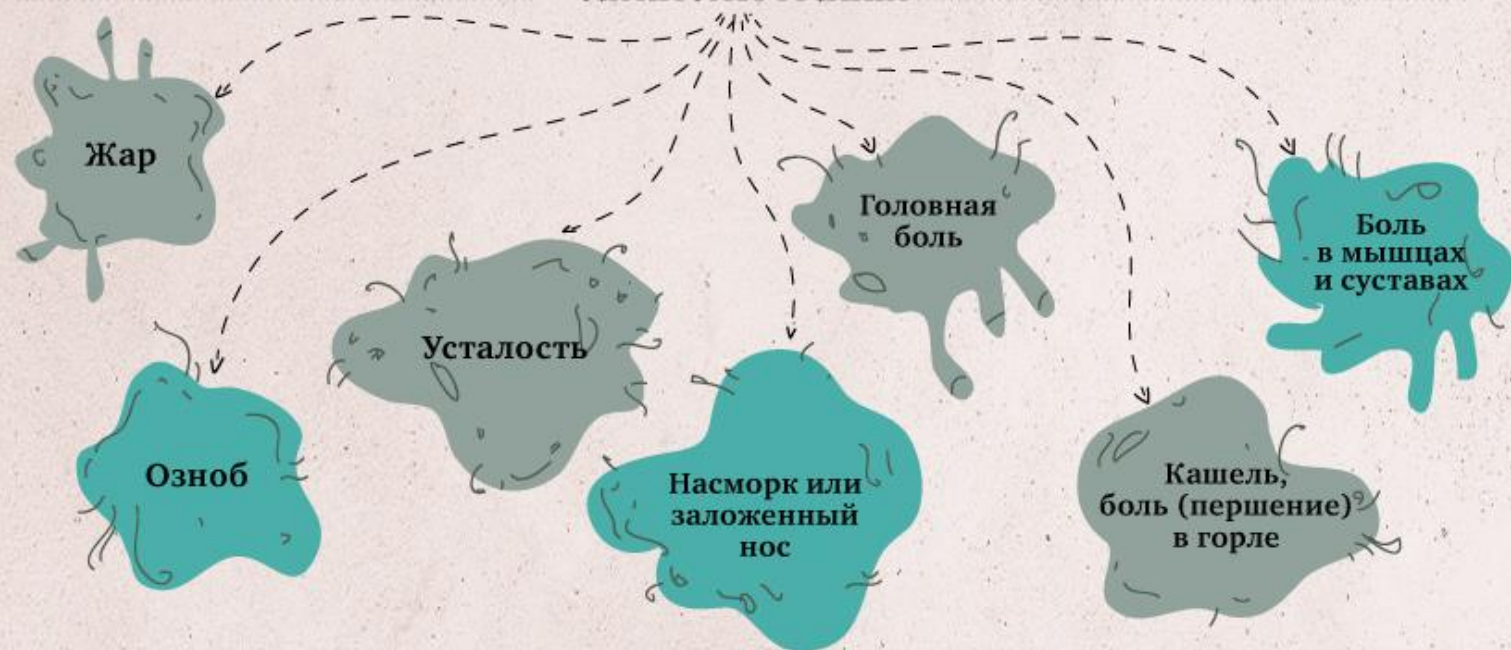 Жар
Головная
боль
Боль
в мышцах
и суставах
Усталость
Озноб
Насморк или
заложенный
нос
Кашель,
боль (першение)
в горле